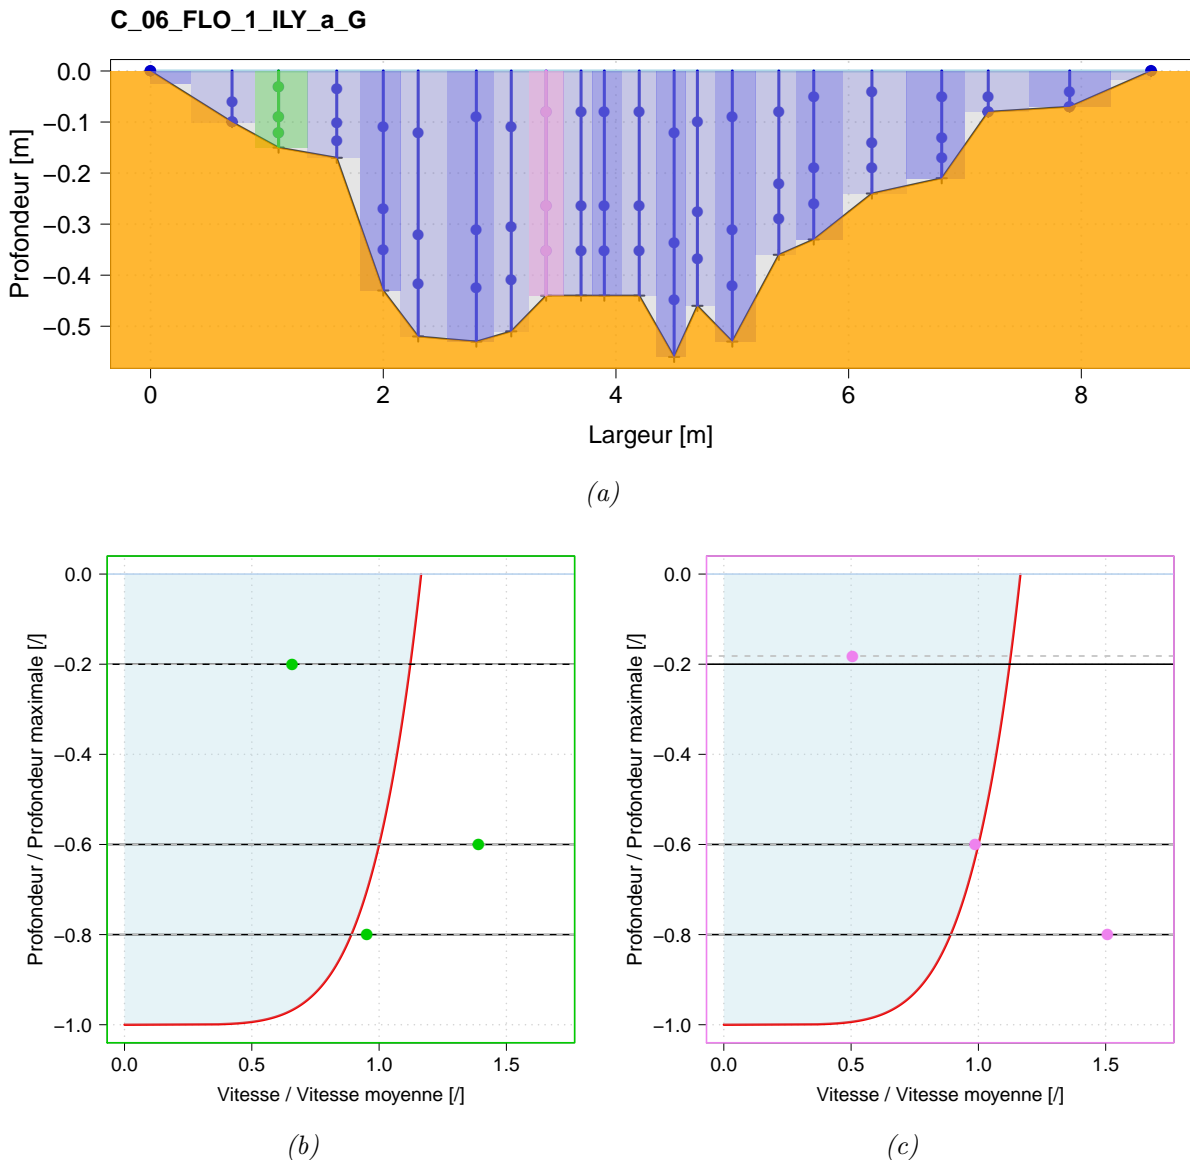 C_06_FLO_1_ILY_a_G
Profondeur [m]
0.0
−0.1
−0.2
−0.3
−0.4
−0.5
0 2 4 6 8
Largeur [m]
(a)
Profondeur / Profondeur maximale [/]
0.0
−0.2
−0.4
−0.6
−0.8
−1.0
0.0 0.5 1.0 1.5
Vitesse / Vitesse moyenne [/]
(b)
Profondeur / Profondeur maximale [/]
0.0
−0.2
−0.4
−0.6
−0.8
−1.0
0.0 0.5 1.0 1.5
Vitesse / Vitesse moyenne [/]
(c)